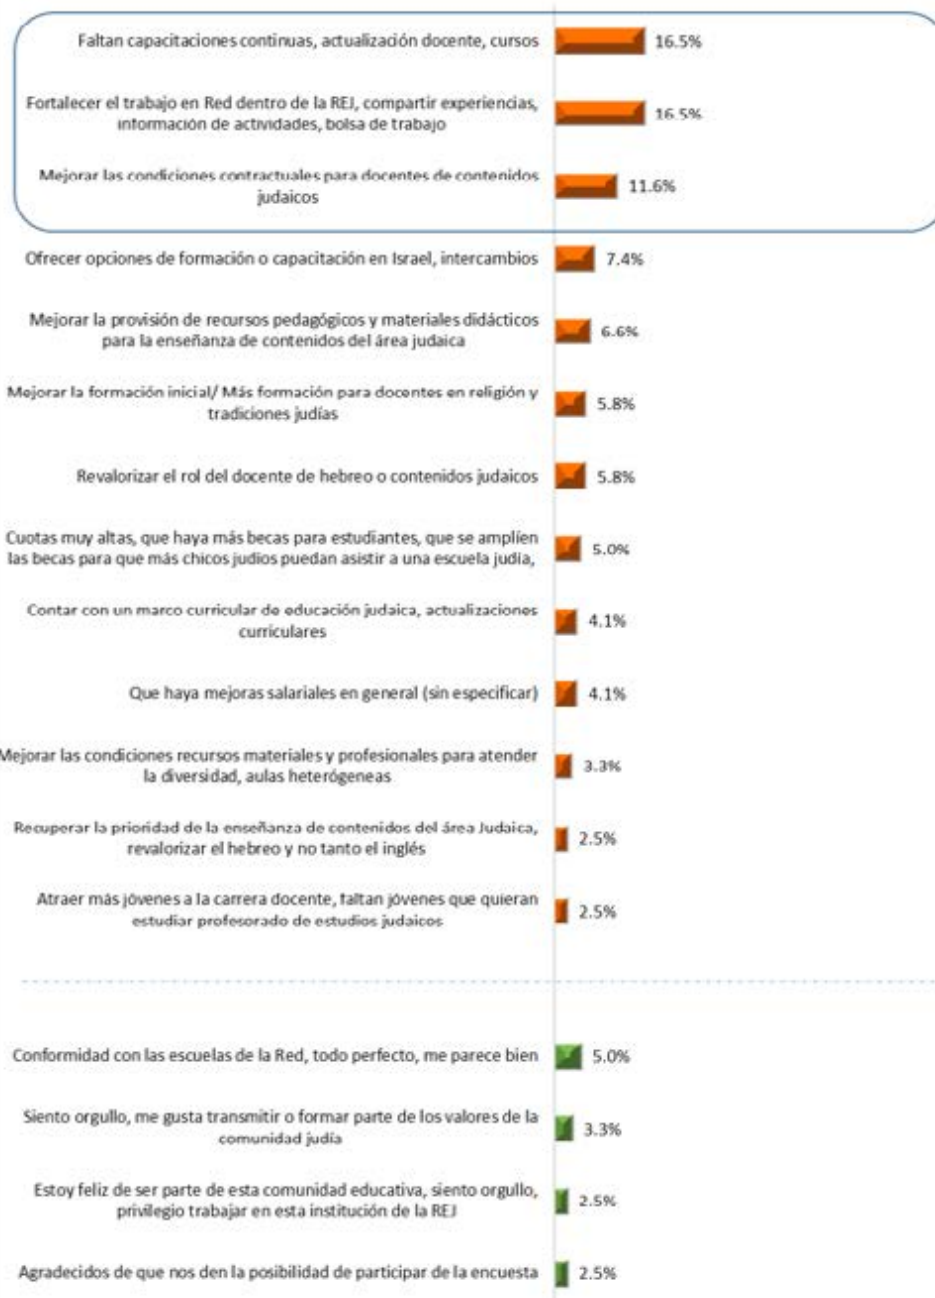 Faltan capacitaciones continuas, actualización docente, cursos
16.5%
Fortalecer el trabajo en Red dentro de la REJ, compartir experiencias,
información de actividades, bolsa de trabajo
16.5%
Mejorar las condiciones contractuales para docentes de contenidos
judaicos
11.6%
Ofrecer opciones de formación o capacitación en Israel, intercambios
7.4%
Mejorar la provisión de recursos pedagógicos y materiales didácticos
para la enseñanza de contenidos del área judaica
6.6%
Mejorar la formación inicial/ Más formación para docentes en religión y
tradiciones judías
5.8%
Revalorizar el rol del docente de hebreo o contenidos judaicos
5.8%
Cuotas muy altas, que haya más becas para estudiantes, que se amplíen
las becas para que más chicos judios puedan asistir a una escuela judía,
5.0%
Contar con un marco curricular de educación judaica, actualizaciones
curriculares
4.1%
Que haya mejoras salariales en general (sin especificar)
4.1%
Mejorar las condiciones recursos materiales y profesionales para atender
la diversidad, aulas heterógeneas
3.3%
Recuperar la prioridad de la enseñanza de contenidos del área Judaica,
revalorizar el hebreo y no tanto el inglés
2.5%
Atraer más jóvenes a la carrera docente, faltan jóvenes que quieran
estudiar profesorado de estudios judaicos
2.5%
Conformidad con las escuelas de la Red, todo perfecto, me parece bien
5.0%
Siento orgullo, me gusta transmitir o formar parte de los valores de la
comunidad judía
3.3%
Estoy feliz de ser parte de esta comunidad educativa, siento orgullo,
privilegio trabajar en esta institución de la REJ
2.5%
Agradecidos de que nos den la posibilidad de participar de la encuesta
2.5%